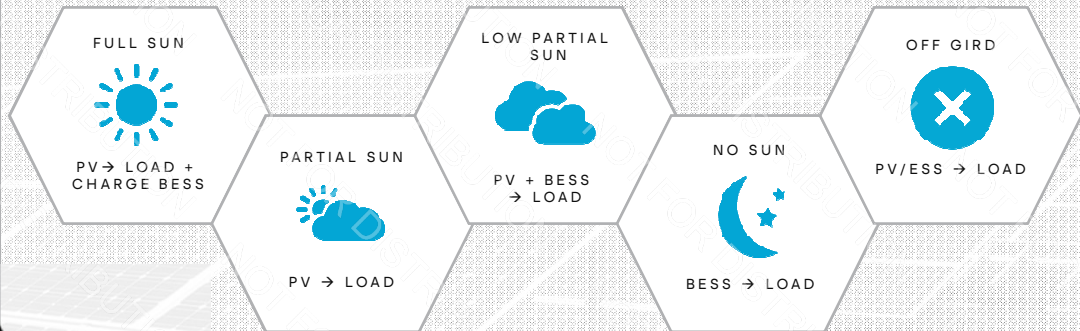 FULL SUN
PV→ LOAD +
CHARGE BESS
PARTIAL SUN
PV → LOAD
LOW PARTIAL
SUN
PV + BESS
→ LOAD
NO SUN
BESS → LOAD
OFF GIRD
PV/ESS → LOAD